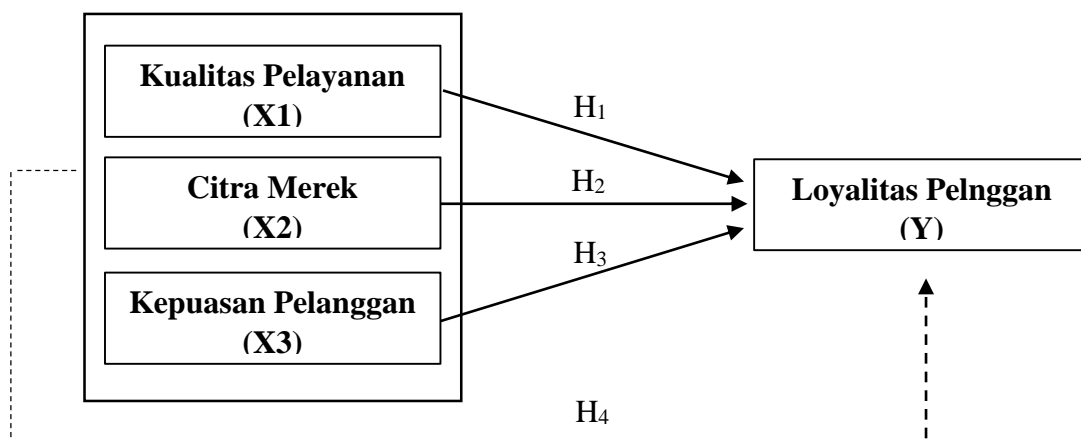 Kualitas Pelayanan
(X1)
H₁
Citra Merek
(X2)
H₂
Loyalitas Pelnggan
(Y)
H₃
Kepuasan Pelanggan
(X3)
H₄